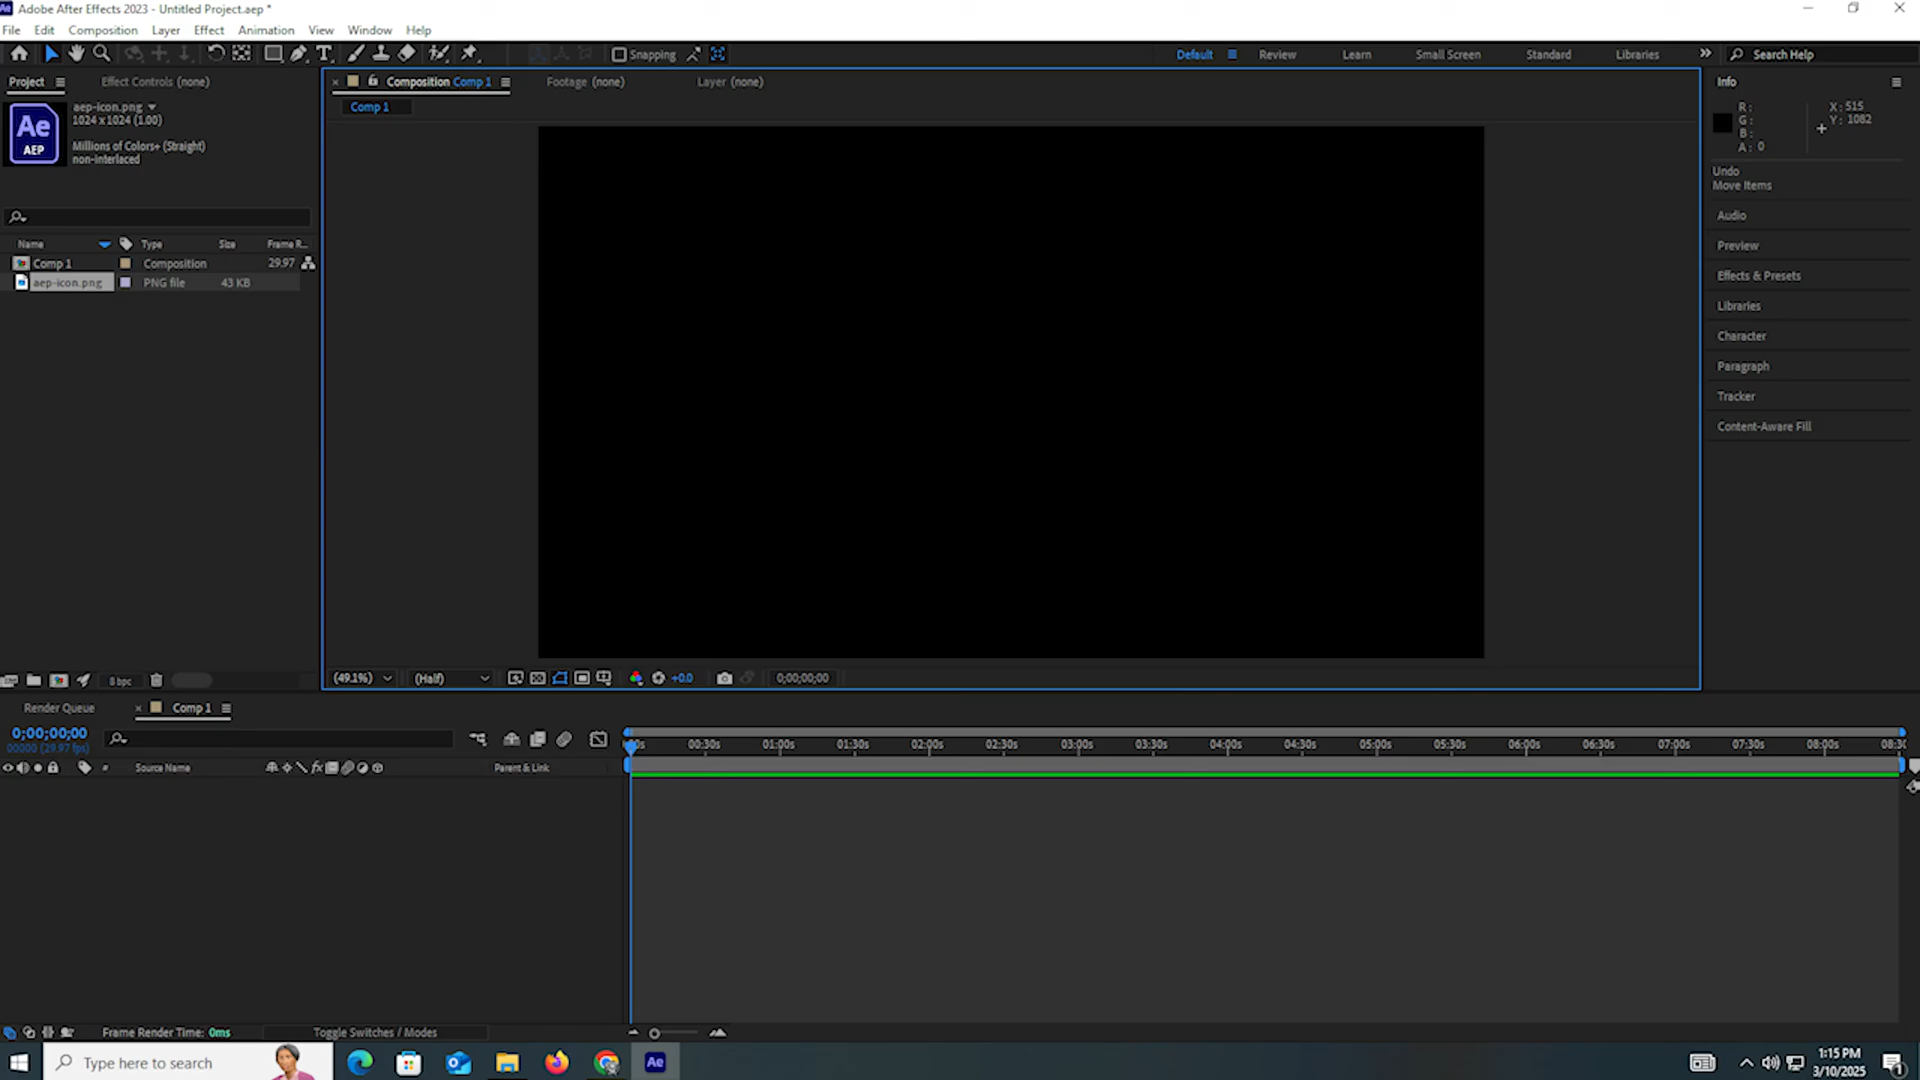 Adobe After Effects 2023 - Untitled Project.aep *
File Edit Composition Layer Effect Animation View Window Help
Snapping
Default Review Learn Small Screen Standard Libraries Search Help
Project Effect Controls (none)
Composition Comp 1 Footage (none) Layer (none)
Info
Comp 1
Ae
AEP
aep-icon.png
1024 x 1024 (1.00)
Millions of Colors+ (Straight)
non-interlaced
R: X: 515
G: Y: 1082
B:
A: 0
Undo
Move Items
Audio
Preview
Effects & Presets
Libraries
Character
Paragraph
Tracker
Content-Aware Fill
Name Type Size Frame R...
Comp 1 Composition 29.97
aep-icon.png PNG file 43 KB
8 bpc
(49.1%) (Half) +0.0 0;00;00;00
Render Queue Comp 1
0;00;00;00
00000 (29.97 fps)
00:30s 01:00s 01:30s 02:00s 02:30s 03:00s 03:30s 04:00s 04:30s 05:00s 05:30s 06:00s 06:30s 07:00s 07:30s 08:00s
# Source Name fx Parent & Link
Frame Render Time: 0ms Toggle Switches / Modes
Type here to search
Ae
1:15 PM
3/10/2025
1